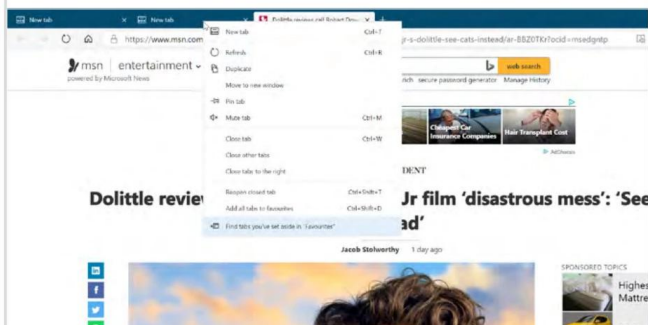 New tab
New tab
Dolittle reviews call Robert Dow
New tab Ctrl+T
https://www.msn.com
r-s-dolittle-see-cats-instead/ar-BBZ0TKr?ocid=msedgntp
Refresh Ctrl+R
Duplicate
msn entertainment
web search
powered by Microsoft News
Move to new window
secure password generator Manage History
Pin tab
Mute tab Ctrl+M
Cheapest Car Insurance Companies
Hair Transplant Cost
Close tab Ctrl+W
AdChoices
Close other tabs
Close tabs to the right
DENT
Reopen closed tab Ctrl+Shift+T
Dolittle review
Jr film 'disastrous mess': 'See
Add all tabs to favourites Ctrl+Shift+D
ad'
Find tabs you've set aside in "Favourites"
Jacob Stolworthy 1 day ago
SPONSORED TOPICS
Highes
Mattre